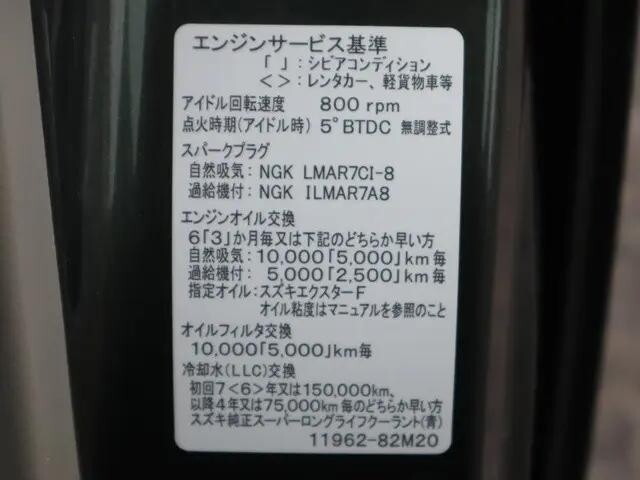 エンジンサービス基準
「 」:シビアコンディション
< >:レンタカー、軽貨物車等
アイドル回転速度 800 rpm
点火時期(アイドル時) 5°BTDC 無調整式
スパークプラグ
自然吸気:NGK LMAR7CI-8
過給機付:NGK ILMAR7A8
エンジンオイル交換
6「3」か月毎又は下記のどちらか早い方
自然吸気:10,000「5,000」km毎
過給機付: 5,000「2,500」km毎
指定オイル:スズキエクスターF
オイル粘度はマニュアルを参照のこと
オイルフィルタ交換
10,000「5,000」km毎
冷却水(LLC)交換
初回7<6>年又は150,000km、
以降4年又は75,000km毎のどちらか早い方
スズキ純正スーパーロングライフクーラント(青)
11962-82M20